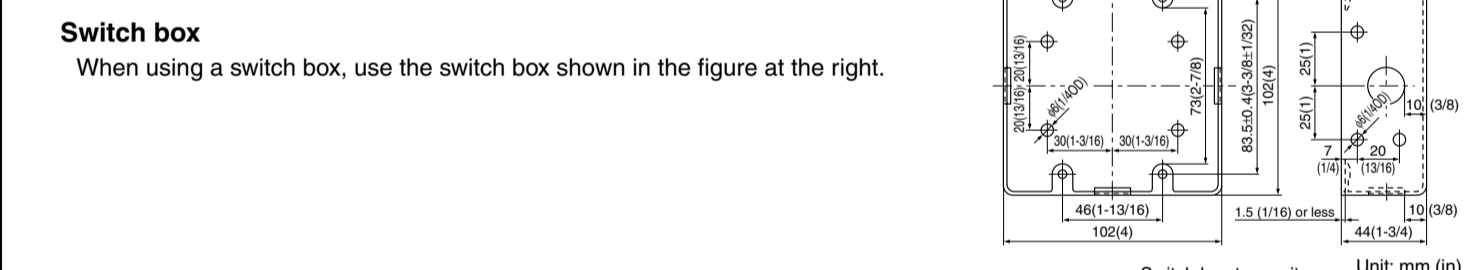 Switch box
When using a switch box, use the switch box shown in the figure at the right.
20(13/16) 20(13/16)
φ6(1/4OD)
30(1-3/16) 30(1-3/16)
73(2-7/8)
83.5±0.4(3-3/8±1/32)
102(4)
46(1-13/16)
102(4)
25(1) 25(1)
φ6(1/4OD)
10 (3/8)
7
(1/4)
20
(13/16)
1.5 (1/16) or less
10 (3/8)
44(1-3/4)
Unit: mm (in)